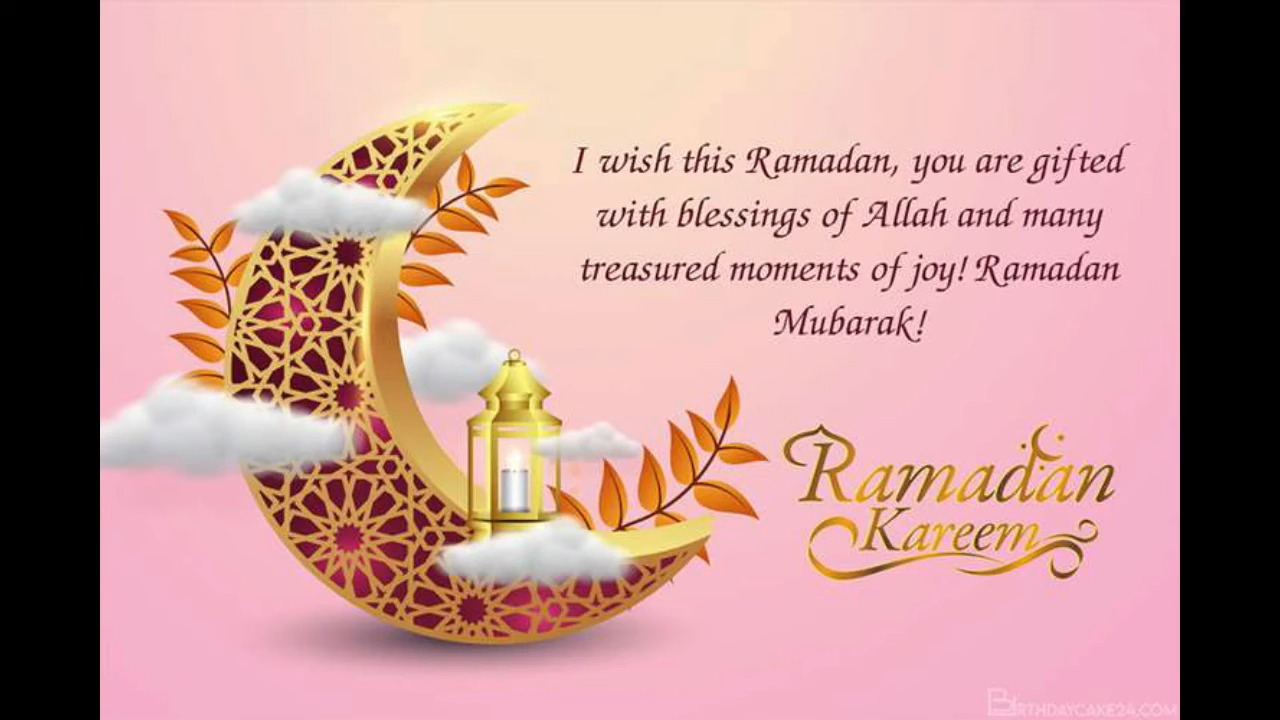 I wish this Ramadan, you are gifted
with blessings of Allah and many
treasured moments of joy! Ramadan
Mubarak!
Ramadan
Kareem
BIRTHDAYCAKE24.COM